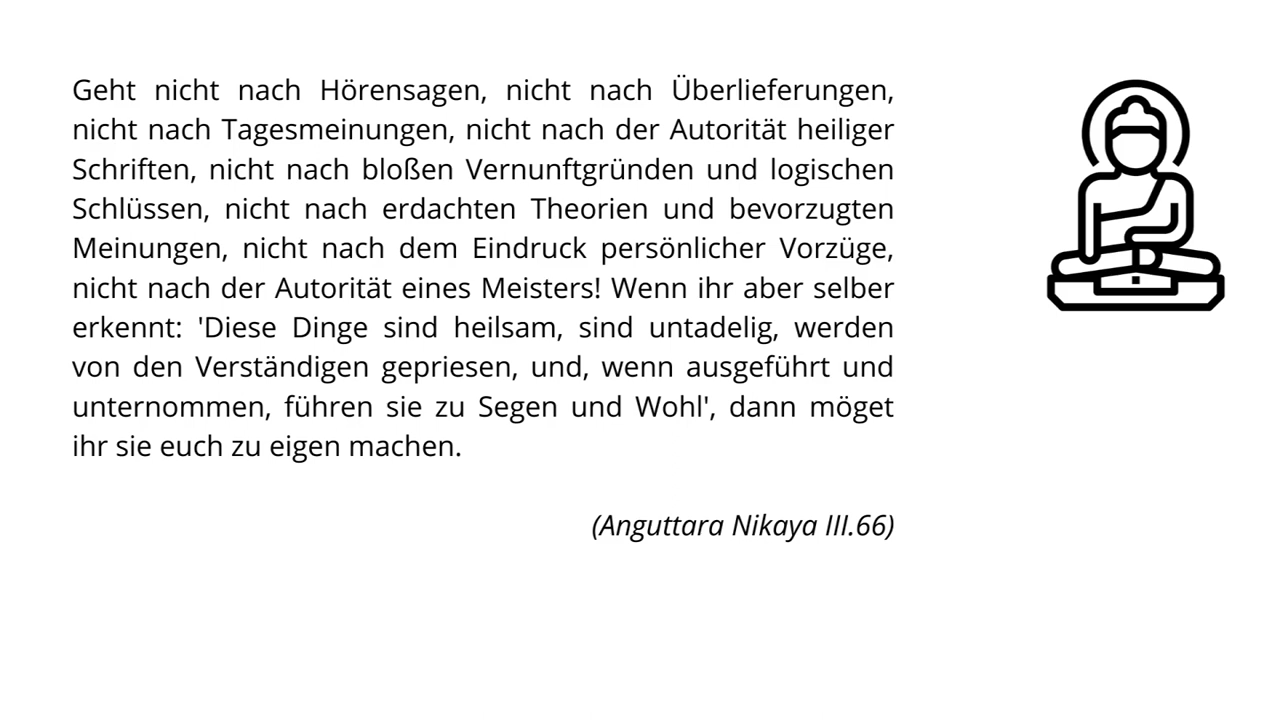 Geht nicht nach Hörensagen, nicht nach Überlieferungen,
nicht nach Tagesmeinungen, nicht nach der Autorität heiliger
Schriften, nicht nach bloßen Vernunftgründen und logischen
Schlüssen, nicht nach erdachten Theorien und bevorzugten
Meinungen, nicht nach dem Eindruck persönlicher Vorzüge,
nicht nach der Autorität eines Meisters! Wenn ihr aber selber
erkennt: 'Diese Dinge sind heilsam, sind untadelig, werden
von den Verständigen gepriesen, und, wenn ausgeführt und
unternommen, führen sie zu Segen und Wohl', dann möget
ihr sie euch zu eigen machen.
(Anguttara Nikaya III.66)